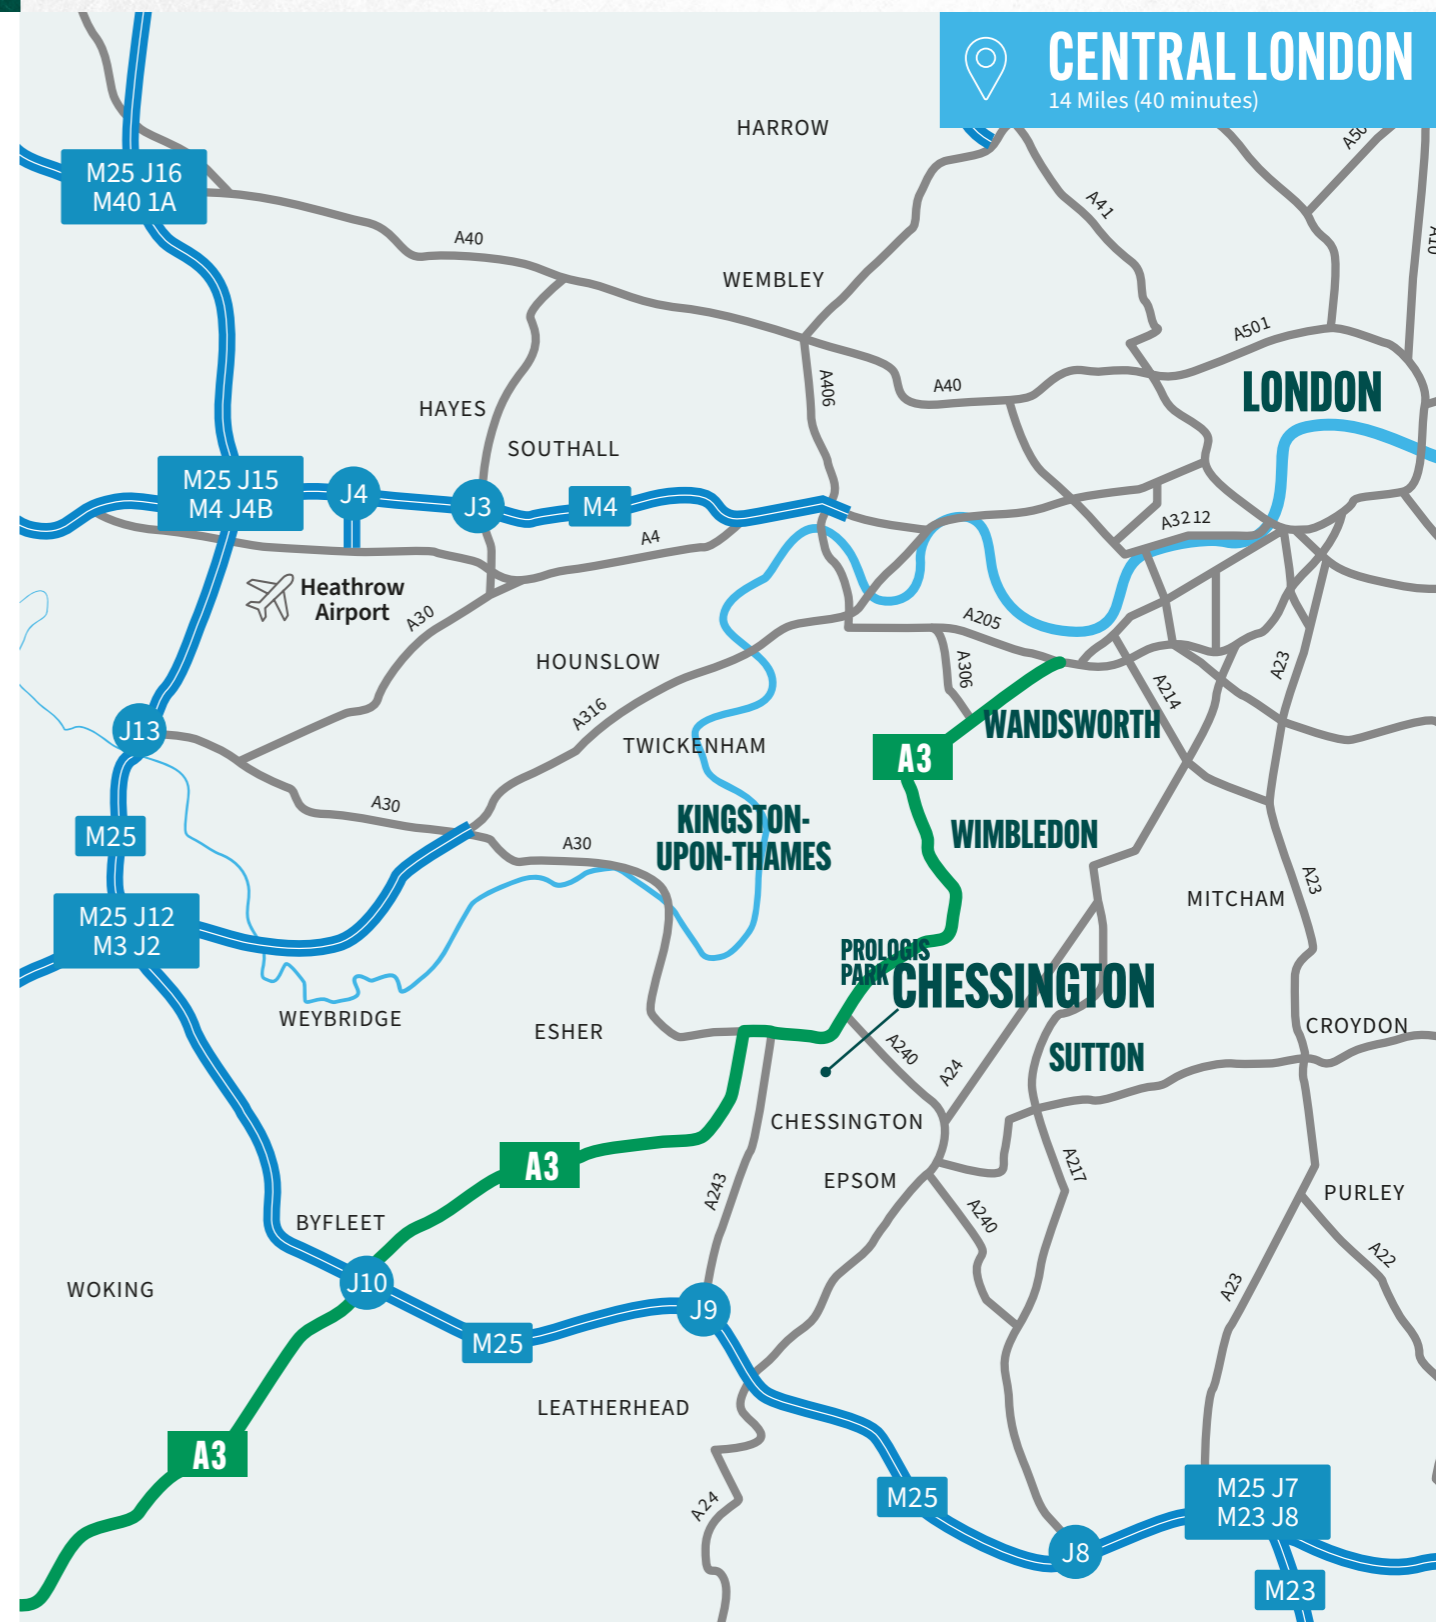 CENTRAL LONDON
14 Miles (40 minutes)
HARROW
A50
M25 J16
M40 1A
A41
A40
A10
WEMBLEY
A501
A406
A40
LONDON
HAYES
SOUTHALL
M25 J15
M4 J4B
J4
J3
M4
A3212
A4
Heathrow
Airport
A30
A205
HOUNSLOW
A306
A23
A214
A316
J13
WANDSWORTH
TWICKENHAM
A3
A30
KINGSTON-
UPON-THAMES
M25
WIMBLEDON
A30
A23
MITCHAM
M25 J12
M3 J2
PROLOGIS
PARK
CHESSINGTON
WEYBRIDGE
ESHER
CROYDON
A240
A24
SUTTON
CHESSINGTON
A3
A217
EPSOM
A243
PURLEY
BYFLEET
A240
A22
WOKING
J10
A23
J9
M25
LEATHERHEAD
A3
M25
A24
M25 J7
M23 J8
J8
M23